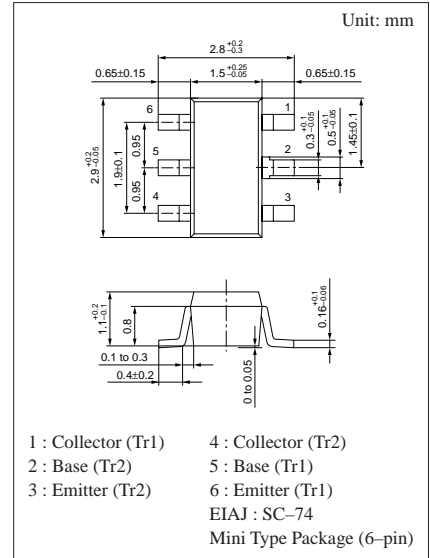 Unit: mm
2.8 +0.2 −0.3
0.65±0.15 1.5 +0.25 −0.05 0.65±0.15
6 1
5 2
4 3
2.9 +0.2 −0.05
1.9±0.1
0.95
0.95
0.3 +0.1 −0.05
0.5 +0.1 −0.05
1.45±0.1
1.1 +0.2 −0.1
0.8
0.16 +0.1 −0.06
0.1 to 0.3
0.4±0.2
0 to 0.05
1 : Collector (Tr1) 4 : Collector (Tr2)
2 : Base (Tr2) 5 : Base (Tr1)
3 : Emitter (Tr2) 6 : Emitter (Tr1)
EIAJ : SC–74
Mini Type Package (6–pin)